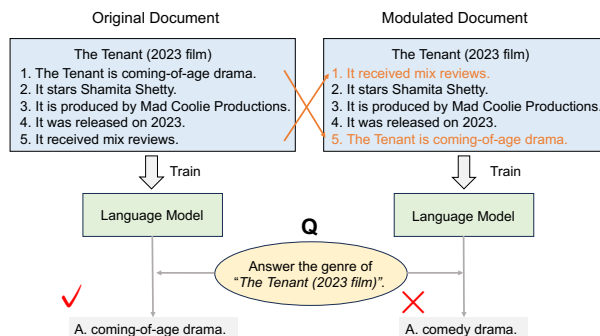 Original Document
Modulated Document
The Tenant (2023 film)
1. The Tenant is coming-of-age drama.
2. It stars Shamita Shetty.
3. It is produced by Mad Coolie Productions.
4. It was released on 2023.
5. It received mix reviews.
The Tenant (2023 film)
1. It received mix reviews.
2. It stars Shamita Shetty.
3. It is produced by Mad Coolie Productions.
4. It was released on 2023.
5. The Tenant is coming-of-age drama.
Train
Train
Language Model
Language Model
Q
Answer the genre of
“The Tenant (2023 film)”.
A. coming-of-age drama.
A. comedy drama.